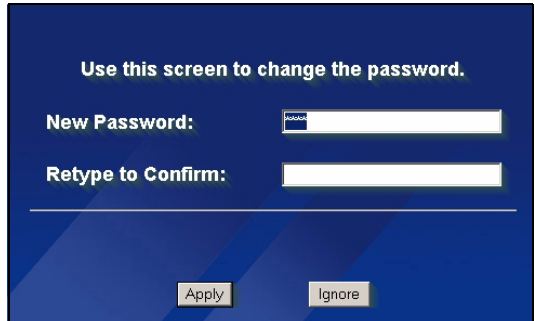 Use this screen to change the password.
New Password: ****
Retype to Confirm:
Apply Ignore